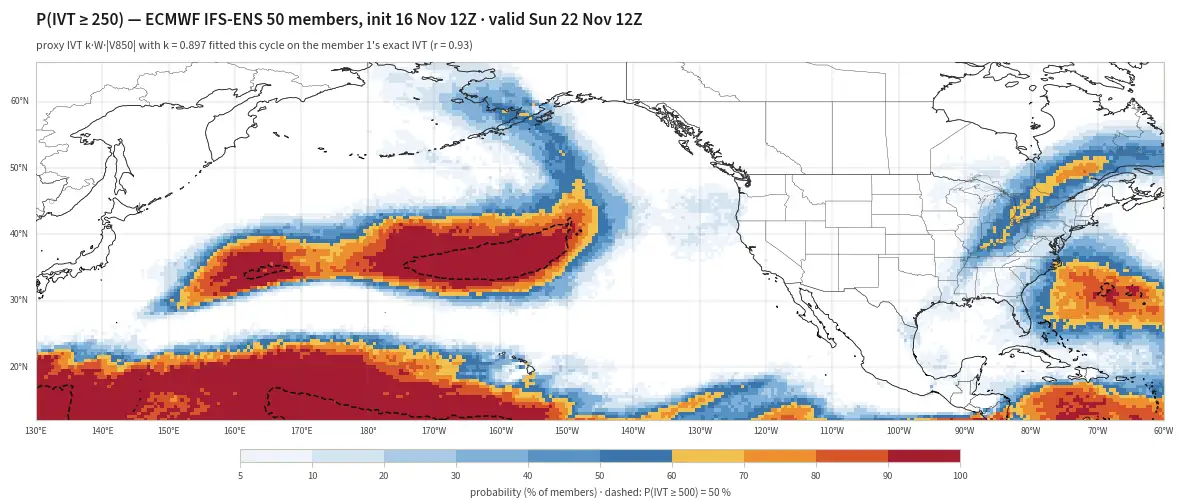 P(IVT ≥ 250) — ECMWF IFS-ENS 50 members, init 16 Nov 12Z · valid Sun 22 Nov 12Z
proxy IVT k·W·|V850| with k = 0.897 fitted this cycle on the member 1's exact IVT (r = 0.93)
60°N
50°N
40°N
30°N
20°N
130°E 140°E 150°E 160°E 170°E 180° 170°W 160°W 150°W 140°W 130°W 120°W 110°W 100°W 90°W 80°W 70°W 60°W
5 10 20 30 40 50 60 70 80 90 100
probability (% of members) · dashed: P(IVT ≥ 500) = 50 %